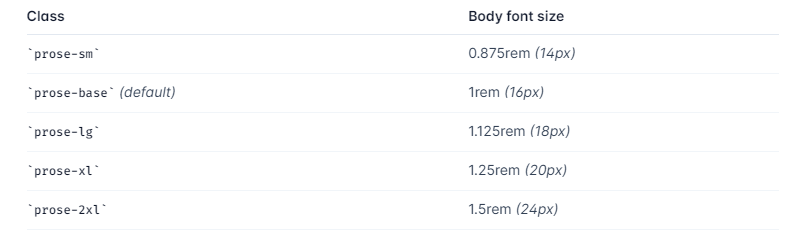 Class Body font size
`prose-sm` 0.875rem (14px)
`prose-base` (default) 1rem (16px)
`prose-lg` 1.125rem (18px)
`prose-xl` 1.25rem (20px)
`prose-2xl` 1.5rem (24px)